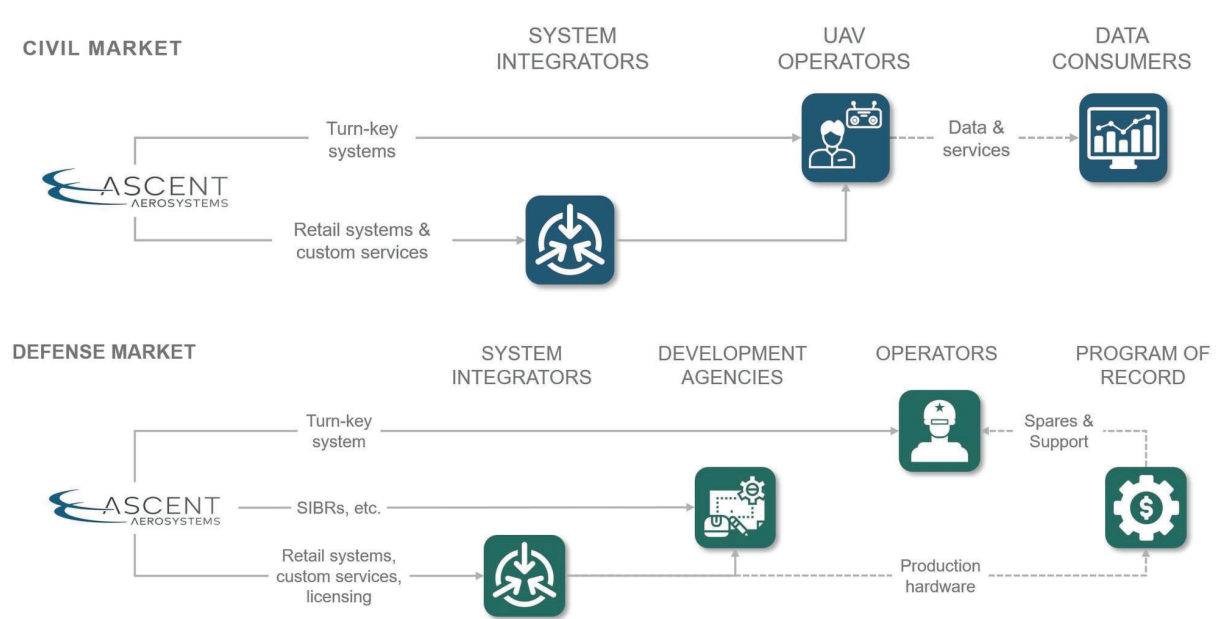 CIVIL MARKET
SYSTEM
INTEGRATORS
UAV
OPERATORS
DATA
CONSUMERS
Turn-key
systems
Data &
services
ASCENT
AEROSYSTEMS
Retail systems &
custom services
DEFENSE MARKET
SYSTEM
INTEGRATORS
DEVELOPMENT
AGENCIES
OPERATORS
PROGRAM OF
RECORD
Turn-key
system
Spares &
Support
ASCENT
AEROSYSTEMS
SIBRs, etc.
$
Retail systems,
custom services,
licensing
Production
hardware